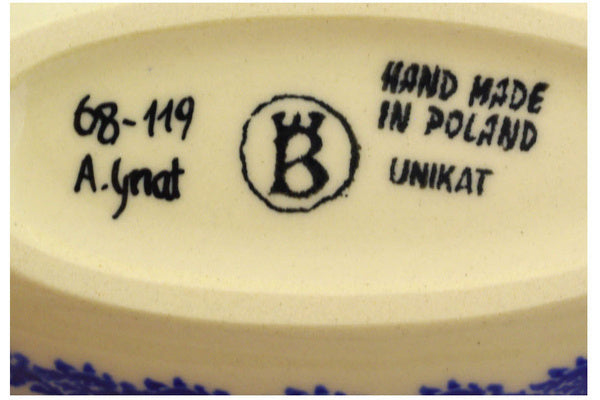 68-119
A. Gnat
B
HAND MADE
IN POLAND
UNIKAT